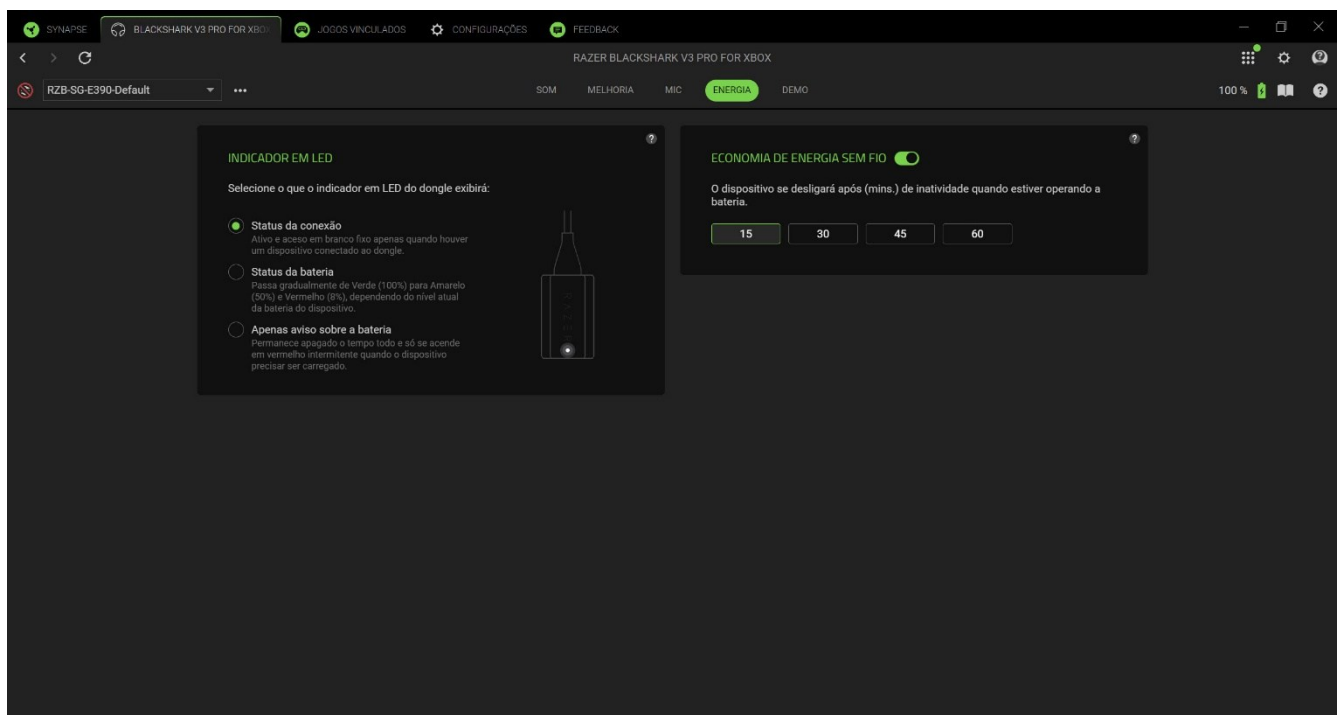 SYNAPSE
BLACKSHARK V3 PRO FOR XBO
JOGOS VINCULADOS
CONFIGURAÇÕES
FEEDBACK
RAZER BLACKSHARK V3 PRO FOR XBOX
RZB-SG-E390-Default
SOM
MELHORIA
MIC
ENERGIA
DEMO
100 %
INDICADOR EM LED
Selecione o que o indicador em LED do dongle exibirá:
Status da conexão
Ativo e aceso em branco fixo apenas quando houver
um dispositivo conectado ao dongle.
Status da bateria
Passa gradualmente de Verde (100%) para Amarelo
(50%) e Vermelho (8%), dependendo do nível atual
da bateria do dispositivo.
Apenas aviso sobre a bateria
Permanece apagado o tempo todo e só se acende
em vermelho intermitente quando o dispositivo
precisar ser carregado.
RAZER
ECONOMIA DE ENERGIA SEM FIO
O dispositivo se desligará após (mins.) de inatividade quando estiver operando a
bateria.
15
30
45
60